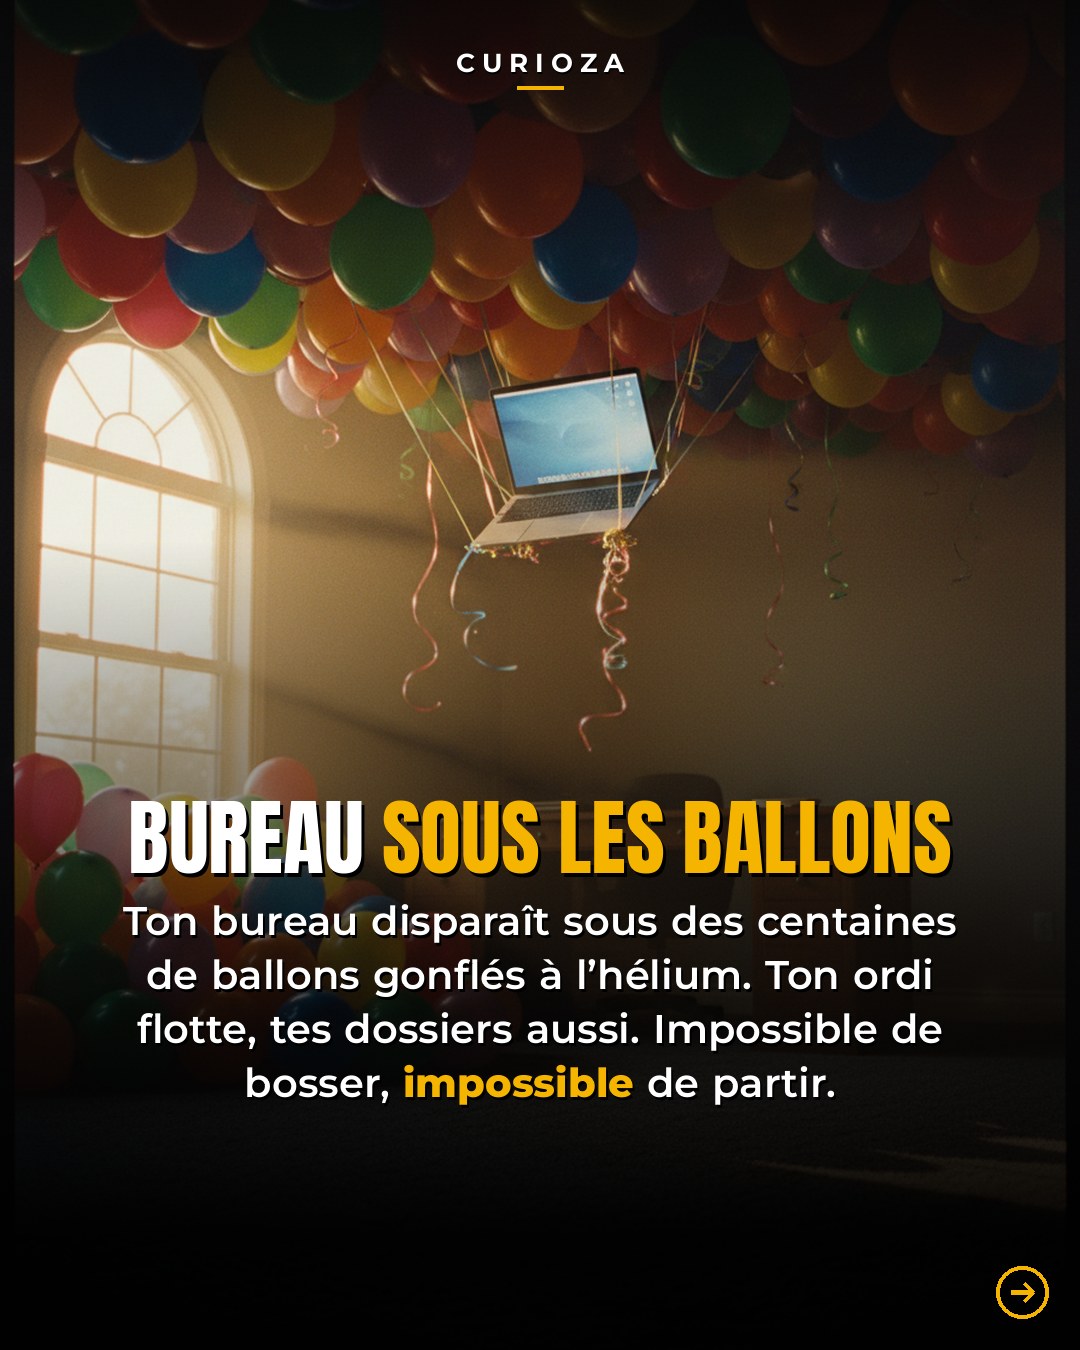 CURIOZA
BUREAU SOUS LES BALLONS
Ton bureau disparaît sous des centaines
de ballons gonflés à l’hélium. Ton ordi
flotte, tes dossiers aussi. Impossible de
bosser, impossible de partir.